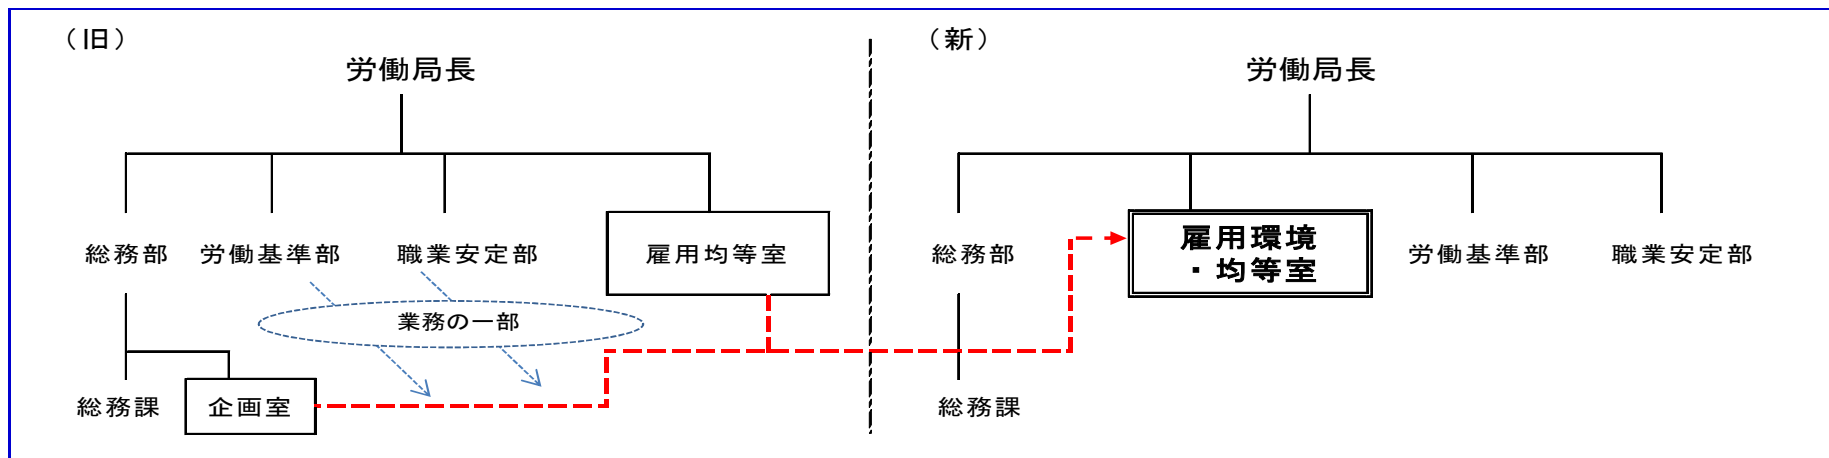 （旧）
労働局長
総務部
労働基準部
職業安定部
雇用均等室
業務の一部
総務課
企画室
（新）
労働局長
総務部
雇用環境
・均等室
労働基準部
職業安定部
総務課